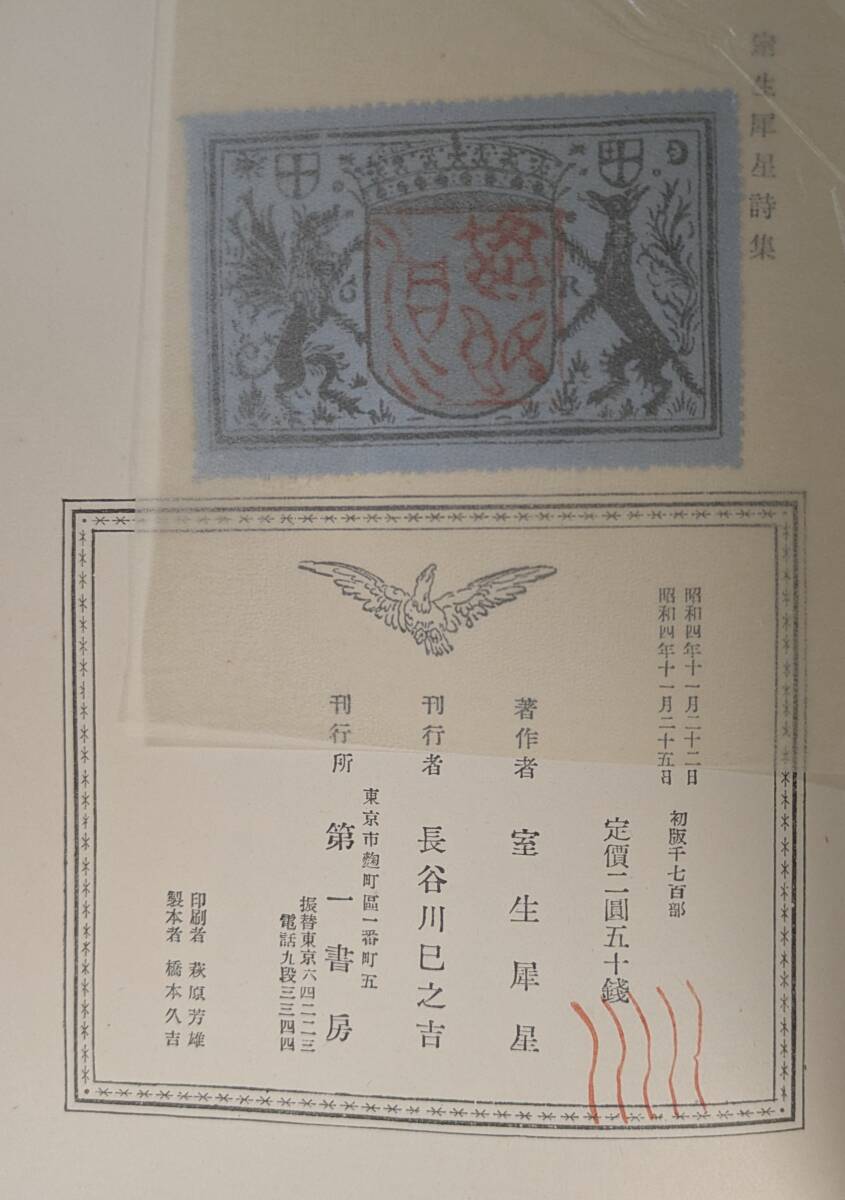 室生犀星詩集
昭和四年十一月二十二日
昭和四年十一月二十五日
初版千七百部
定價二圓五十錢
著作者 室生犀星
刊行者 長谷川巳之吉
東京市麴町區一番町五
刊行所 第一書房
振替東京六四二二三
電話九段三三四四
印刷者 萩原芳雄
製本者 橋本久吉